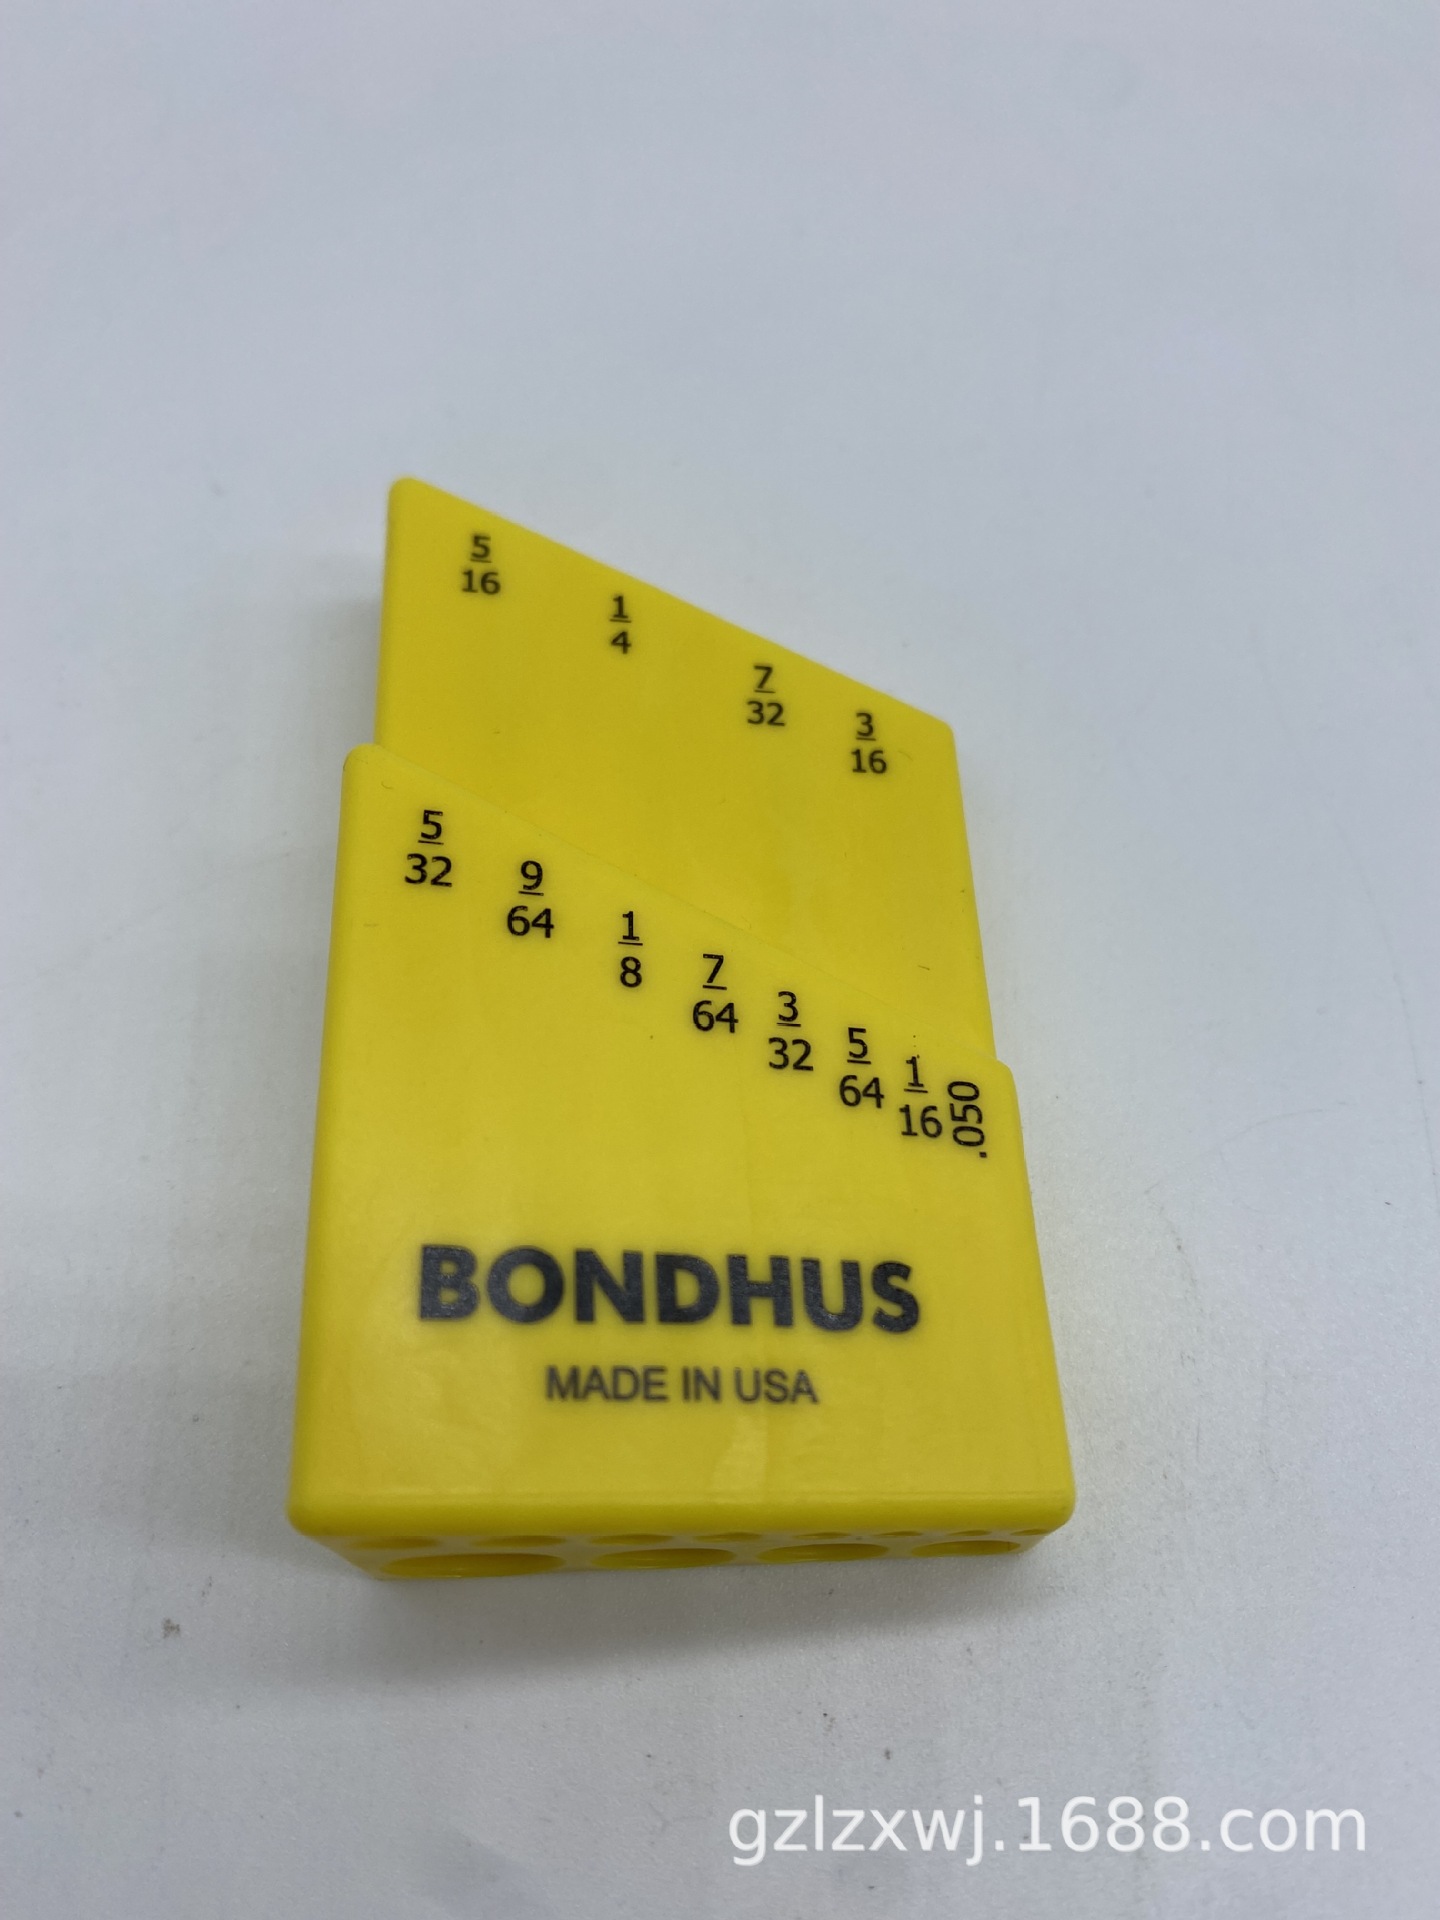 5/16 1/4 7/32 3/16
5/32 9/64 1/8 7/64 3/32 5/64 1/16 .050
BONDHUS
MADE IN USA
gzlzxwj.1688.com